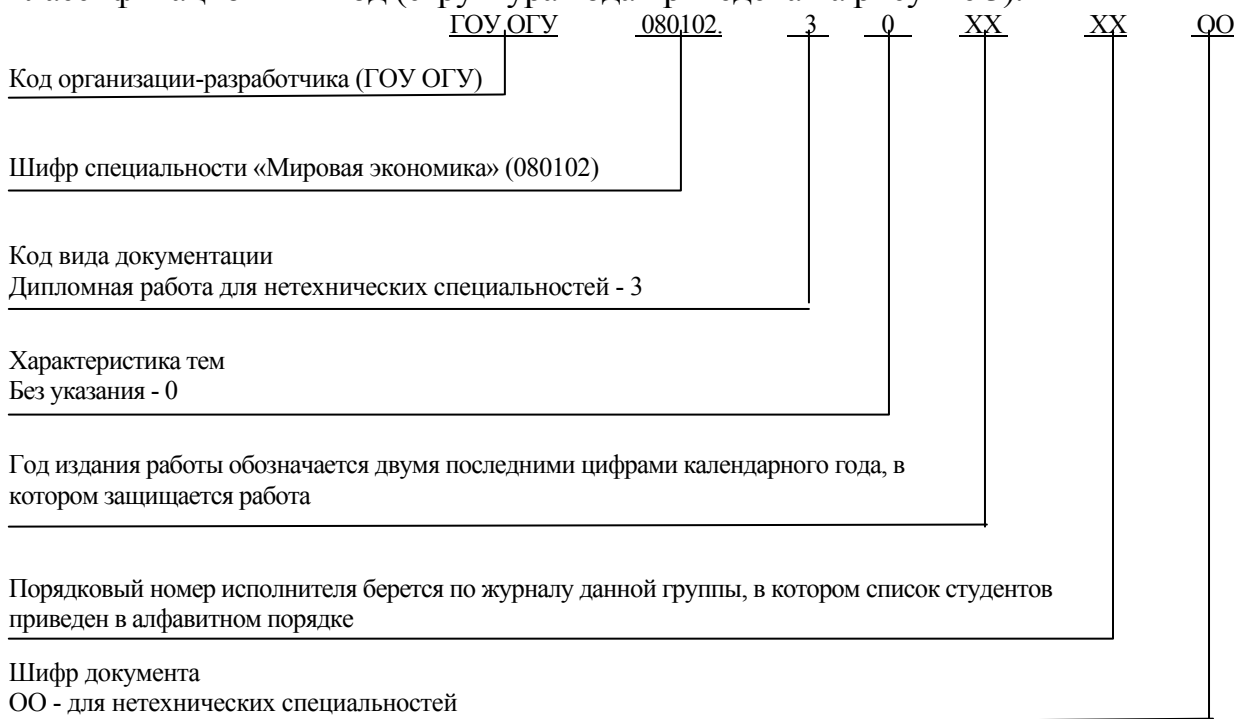 ГОУ ОГУ 080102. 3 0 ХХ ХХ ОО
Код организации-разработчика (ГОУ ОГУ)
Шифр специальности «Мировая экономика» (080102)
Код вида документации
Дипломная работа для нетехнических специальностей - 3
Характеристика тем
Без указания - 0
Год издания работы обозначается двумя последними цифрами календарного года, в
котором защищается работа
Порядковый номер исполнителя берется по журналу данной группы, в котором список студентов
приведен в алфавитном порядке
Шифр документа
ОО - для нетехнических специальностей